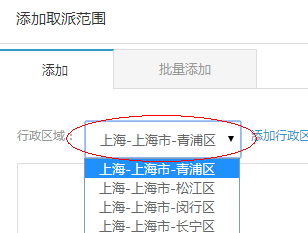 添加取派范围
添加 批量添加
行政区域： 上海-上海市-青浦区 添加行政区
上海-上海市-青浦区
上海-上海市-松江区
上海-上海市-闵行区
上海-上海市-长宁区